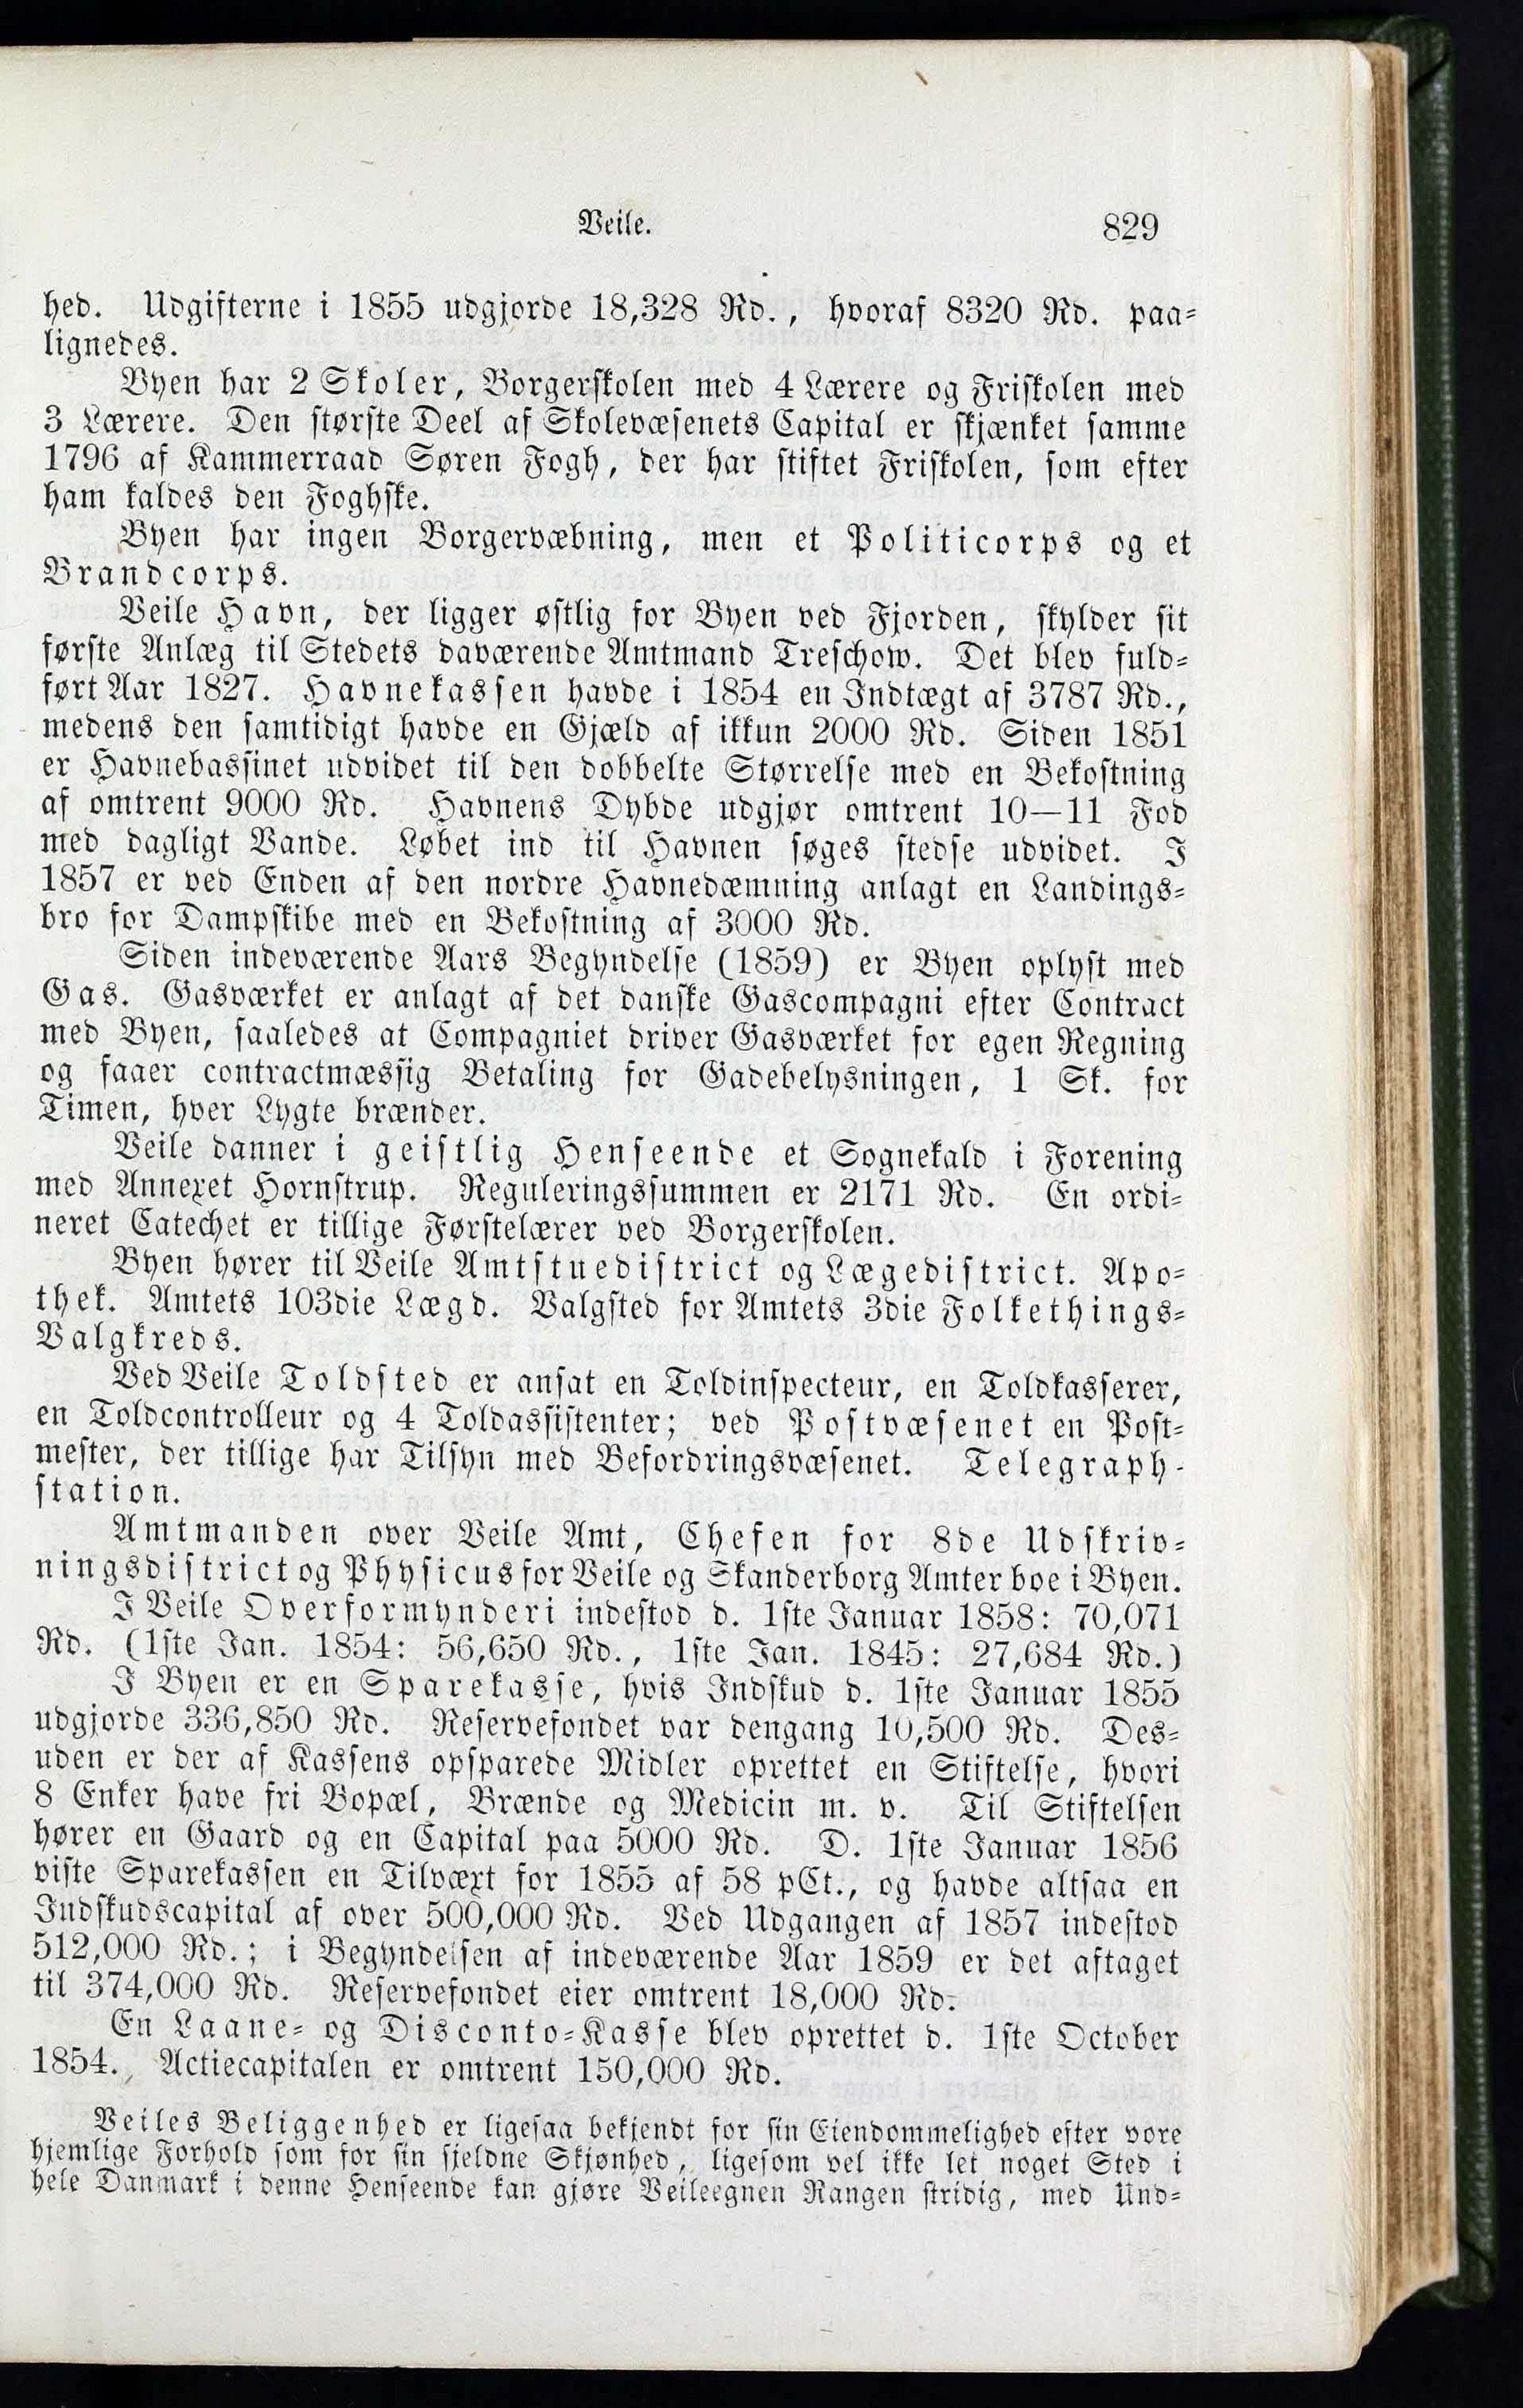 Veile. 829
hed. Udgifterne i 1855 udgjorde 18,328 Rd., hvoraf 8320 Rd. paa-
lignedes.
Byen har 2 Skoler, Borgerskolen med 4 Lærere og Friskolen med
3 Lærere. Den største Deel af Skolevæsenets Capital er skjænket samme
1796 af Kammerraad Søren Fogh, der har stiftet Friskolen, som efter
ham kaldes den Foghske.
Byen har ingen Borgervæbning, men et Politicorps og et
Brandcorps.
Veile Havn, der ligger østlig for Byen ved Fjorden, skylder sit
første Anlæg til Stedets daværende Amtmand Treschow. Det blev fuld-
ført Aar 1827. Havnekassen havde i 1854 en Indtægt af 3787 Rd.,
medens den samtidigt havde en Gjæld af ikkun 2000 Rd. Siden 1851
er Havnebassinet udvidet til den dobbelte Størrelse med en Bekostning
af omtrent 9000 Rd. Havnens Dybde udgjør omtrent 10—11 Fod
med dagligt Vande. Løbet ind til Havnen søges stedse udvidet. I
1857 er ved Enden af den nordre Havnedæmning anlagt en Landings-
bro for Dampskibe med en Bekostning af 3000 Rd.
Siden indeværende Aars Begyndelse (1859) er Byen oplyst med
Gas. Gasværket er anlagt af det danske Gascompagni efter Contract
med Byen, saaledes at Compagniet driver Gasværket for egen Regning
og faaer contractmæssig Betaling for Gadebelysningen, 1 Sk. for
Timen, hver Lygte brænder.
Veile danner i geistlig Henseende et Sognekald i Forening
med Annexet Hornstrup. Reguleringssummen er 2171 Rd. En ordi-
neret Catechet er tillige Førstelærer ved Borgerskolen.
Byen hører til Veile Amtstuedistrict og Lægedistrict. Apo-
thek. Amtets 103die Lægd. Valgsted for Amtets 3die Folkethings-
Valgkreds.
Ved Veile Toldsted er ansat en Toldinspecteur, en Toldkasserer,
en Toldcontrolleur og 4 Toldassistenter; ved Postvæsenet en Post-
mester, der tillige har Tilsyn med Befordringsvæsenet. Telegraph-
station.
Amtmanden over Veile Amt, Chefen for 8de Udskriv-
ningsdistrict og Physicus for Veile og Skanderborg Amter boe i Byen.
I Veile Overformynderi indestod d. 1ste Januar 1858: 70,071
Rd. (1ste Jan. 1854: 56,650 Rd., 1ste Jan. 1845: 27,684 Rd.)
I Byen er en Sparekasse, hvis Indskud d. 1ste Januar 1855
udgjorde 336,850 Rd. Reservefondet var dengang 10,500 Rd. Des-
uden er der af Kassens opsparede Midler oprettet en Stiftelse, hvori
8 Enker have fri Bopæl, Brænde og Medicin m. v. Til Stiftelsen
hører en Gaard og en Capital paa 5000 Rd. D. 1ste Januar 1856
viste Sparekassen en Tilvæxt for 1855 af 58 pCt., og havde altsaa en
Indskudscapital af over 500,000 Rd. Ved Udgangen af 1857 indestod
512,000 Rd.; i Begyndelsen af indeværende Aar 1859 er det aftaget
til 374,000 Rd. Reservefondet eier omtrent 18,000 Rd.
En Laane- og Disconto-Kasse blev oprettet d. 1ste October
1854. Actiecapitalen er omtrent 150,000 Rd.
Veiles Beliggenhed er ligesaa bekjendt for sin Eiendommelighed efter vore
hjemlige Forhold som for sin sjeldne Skjønhed, ligesom vel ikke let noget Sted i
hele Danmark i denne Henseende kan gjøre Veileegnen Rangen stridig, med Und-